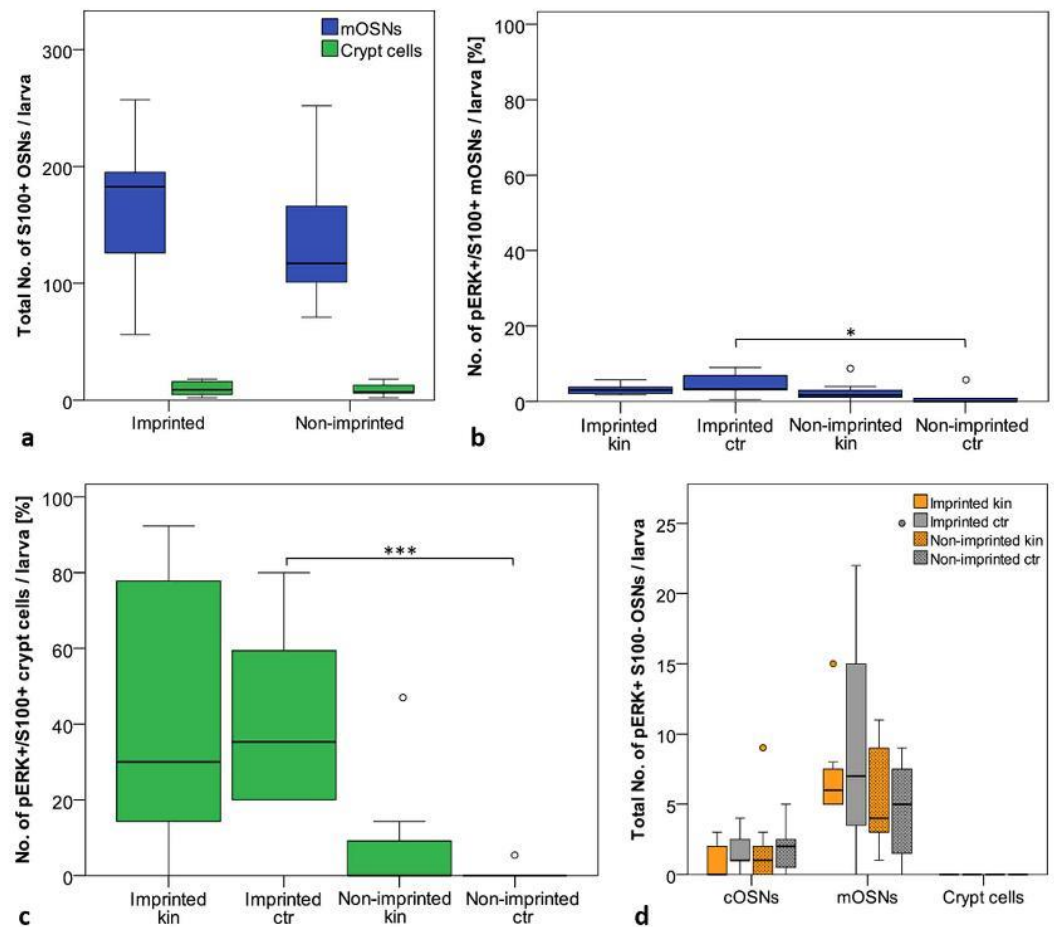 mOSNs
Crypt cells
Total No. of S100+ OSNs / larva
300
200
100
0
Imprinted
Non-imprinted
a
No. of pERK+/S100+ mOSNs / larva [%]
100
80
60
40
20
0
*
Imprinted
kin
Imprinted
ctr
Non-imprinted
kin
Non-imprinted
ctr
b
No. of pERK+/S100+ crypt cells / larva [%]
100
80
60
40
20
0
***
Imprinted
kin
Imprinted
ctr
Non-imprinted
kin
Non-imprinted
ctr
c
Imprinted kin
Imprinted ctr
Non-imprinted kin
Non-imprinted ctr
Total No. of pERK+ S100- OSNs / larva
25
20
15
10
5
0
cOSNs
mOSNs
Crypt cells
d